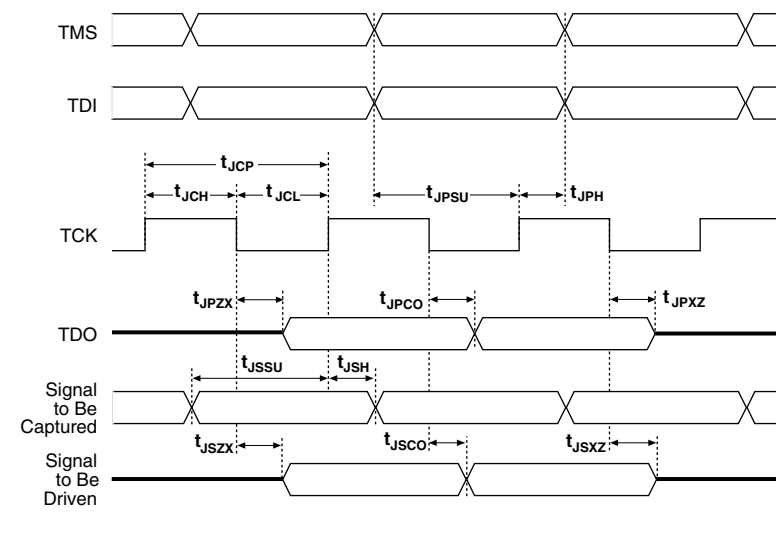 TMS
TDI
tJCP
tJCH
tJCL
tJPSU
tJPH
TCK
tJPZX
tJPCO
tJPXZ
TDO
tJSSU
tJSH
Signal
to Be
Captured
tJSZX
tJSCO
tJSXZ
Signal
to Be
Driven